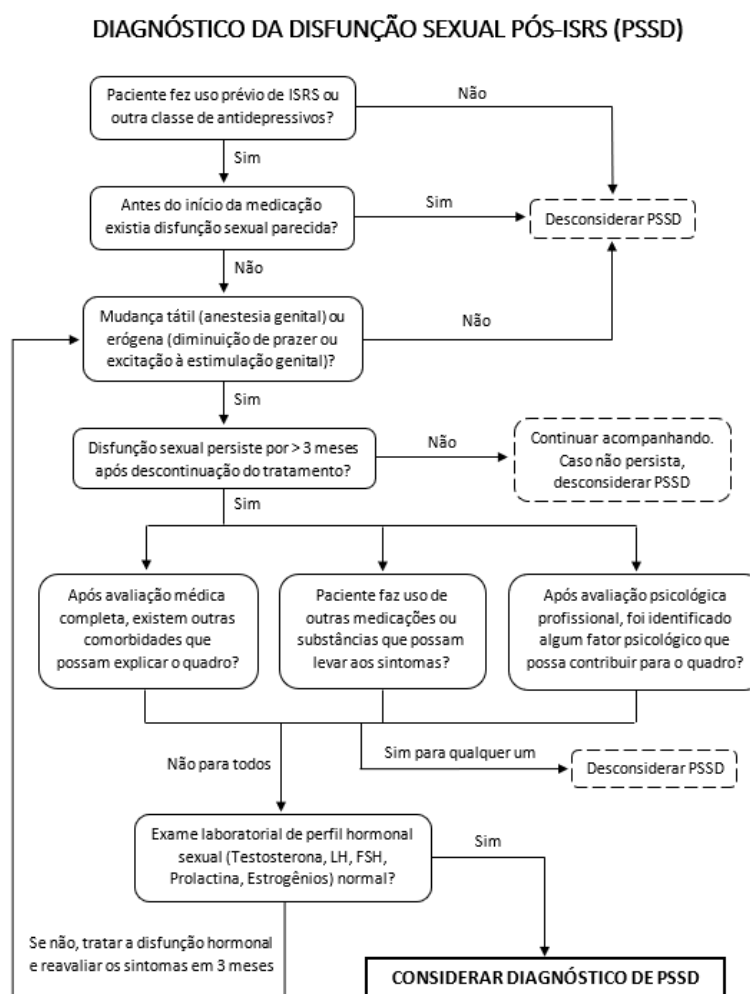 DIAGNÓSTICO DA DISFUNÇÃO SEXUAL PÓS-ISRS (PSSD)
Paciente fez uso prévio de ISRS ou
outra classe de antidepressivos?
Não
Sim
Antes do início da medicação
existia disfunção sexual parecida?
Sim
Desconsiderar PSSD
Não
Mudança tátil (anestesia genital) ou
erógena (diminuição de prazer ou
excitação à estimulação genital)?
Não
Sim
Disfunção sexual persiste por > 3 meses
após descontinuação do tratamento?
Não
Continuar acompanhando.
Caso não persista,
desconsiderar PSSD
Sim
Após avaliação médica
completa, existem outras
comorbidades que
possam explicar o quadro?
Paciente faz uso de
outras medicações ou
substâncias que possam
levar aos sintomas?
Após avaliação psicológica
profissional, foi identificado
algum fator psicológico que
possa contribuir para o quadro?
Não para todos
Sim para qualquer um
Desconsiderar PSSD
Exame laboratorial de perfil hormonal
sexual (Testosterona, LH, FSH,
Prolactina, Estrogênios) normal?
Sim
Se não, tratar a disfunção hormonal
e reavaliar os sintomas em 3 meses
CONSIDERAR DIAGNÓSTICO DE PSSD